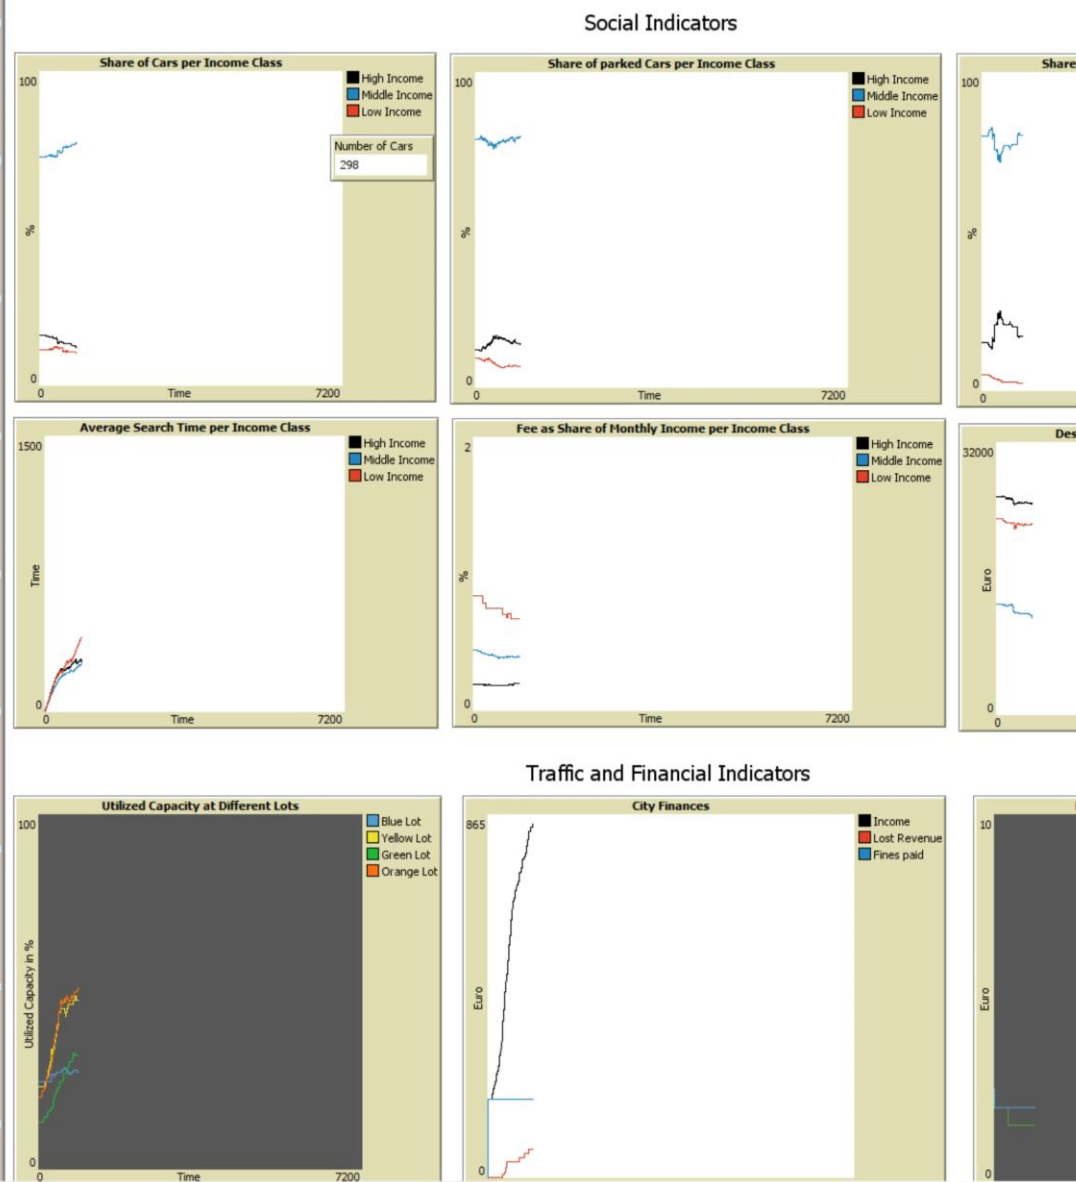 Social Indicators
Share of Cars per Income Class
100
High Income
Middle Income
Low Income
Number of Cars
298
%
0
0
Time
7200
Share of parked Cars per Income Class
100
High Income
Middle Income
Low Income
%
0
0
Time
7200
Share
100
%
0
0
Average Search Time per Income Class
1500
High Income
Middle Income
Low Income
Time
0
0
Time
7200
Fee as Share of Monthly Income per Income Class
2
High Income
Middle Income
Low Income
%
0
0
Time
7200
Des
32000
Euro
0
0
Traffic and Financial Indicators
Utilized Capacity at Different Lots
100
Blue Lot
Yellow Lot
Green Lot
Orange Lot
Utilized Capacity in %
0
0
Time
7200
City Finances
865
Income
Lost Revenue
Fines paid
Euro
0
10
Euro
0